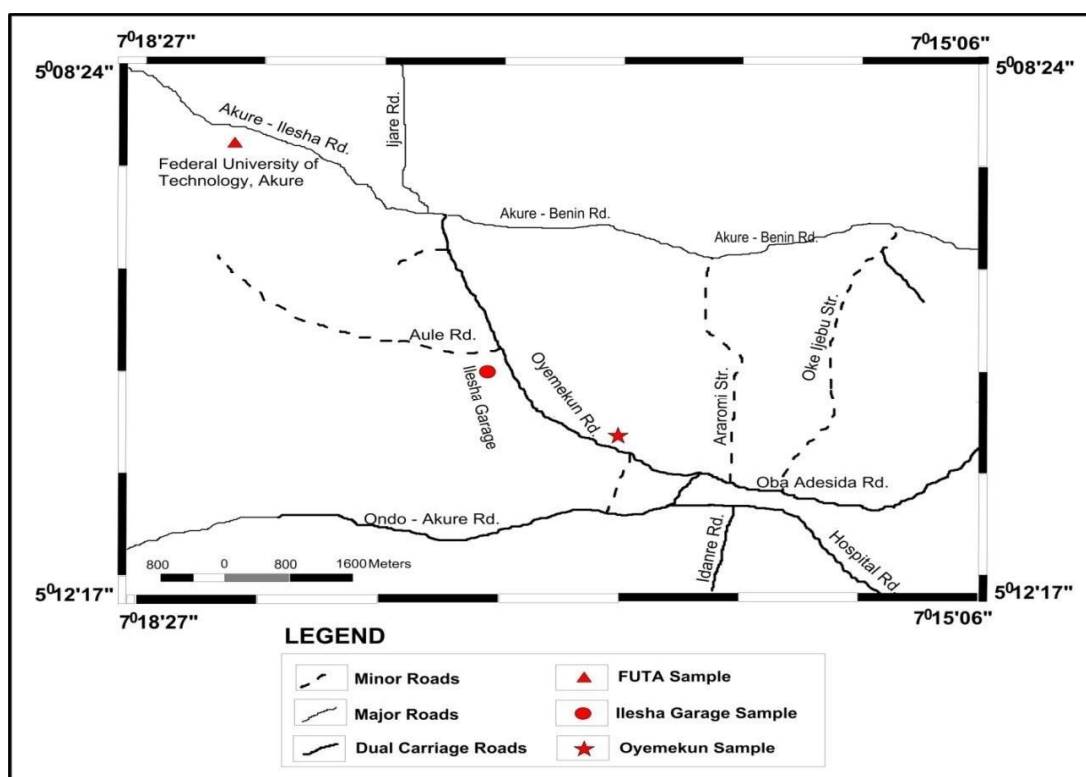 7⁰18'27"
7⁰15'06"
5⁰08'24"
5⁰08'24"
Akure - Ilesha Rd.
Ijare Rd.
Federal University of
Technology, Akure
Akure - Benin Rd.
Akure - Benin Rd.
Aule Rd.
Ilesha Garage
Oyemekun Rd.
Araromi Str.
Oke Ijebu Str.
Oba Adesida Rd.
Ondo - Akure Rd.
Idanre Rd.
Hospital Rd
800 0 800 1600 Meters
5⁰12'17"
5⁰12'17"
7⁰18'27"
7⁰15'06"
LEGEND
Minor Roads
FUTA Sample
Major Roads
Ilesha Garage Sample
Dual Carriage Roads
Oyemekun Sample